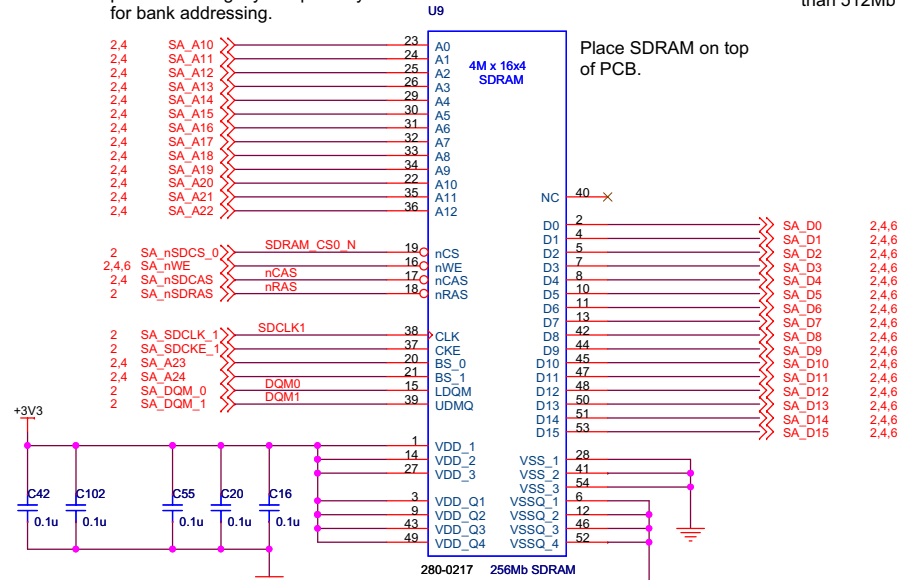 for bank addressing.
than 512Mb
U9
4M x 16x4
SDRAM
Place SDRAM on top
of PCB.
2,4 SA_A10 23 A0
2,4 SA_A11 24 A1
2,4 SA_A12 25 A2
2,4 SA_A13 26 A3
2,4 SA_A14 29 A4
2,4 SA_A15 30 A5
2,4 SA_A16 31 A6
2,4 SA_A17 32 A7
2,4 SA_A18 33 A8
2,4 SA_A19 34 A9
2,4 SA_A20 22 A10
2,4 SA_A21 35 A11
2,4 SA_A22 36 A12
NC 40
D0 2 SA_D0 2,4,6
D1 4 SA_D1 2,4,6
D2 5 SA_D2 2,4,6
D3 7 SA_D3 2,4,6
D4 8 SA_D4 2,4,6
D5 10 SA_D5 2,4,6
D6 11 SA_D6 2,4,6
D7 13 SA_D7 2,4,6
D8 42 SA_D8 2,4,6
D9 44 SA_D9 2,4,6
D10 45 SA_D10 2,4,6
D11 47 SA_D11 2,4,6
D12 48 SA_D12 2,4,6
D13 50 SA_D13 2,4,6
D14 51 SA_D14 2,4,6
D15 53 SA_D15 2,4,6
2 SA_nSDCS_0 SDRAM_CS0_N 19 nCS
2,4,6 SA_nWE 16 nWE
2,4 SA_nSDCAS nCAS 17 nCAS
2 SA_nSDRAS nRAS 18 nRAS
2 SA_SDCLK_1 SDCLK1 38 CLK
2 SA_SDCKE_1 37 CKE
2,4 SA_A23 20 BS_0
2,4 SA_A24 21 BS_1
2 SA_DQM_0 DQM0 15 LDQM
2 SA_DQM_1 DQM1 39 UDMQ
+3V3
1 VDD_1
14 VDD_2
27 VDD_3
3 VDD_Q1
9 VDD_Q2
43 VDD_Q3
49 VDD_Q4
VSS_1 28
VSS_2 41
VSS_3 54
VSSQ_1 6
VSSQ_2 12
VSSQ_3 46
VSSQ_4 52
C42 C102 C55 C20 C16
0.1u 0.1u 0.1u 0.1u 0.1u
280-0217 256Mb SDRAM